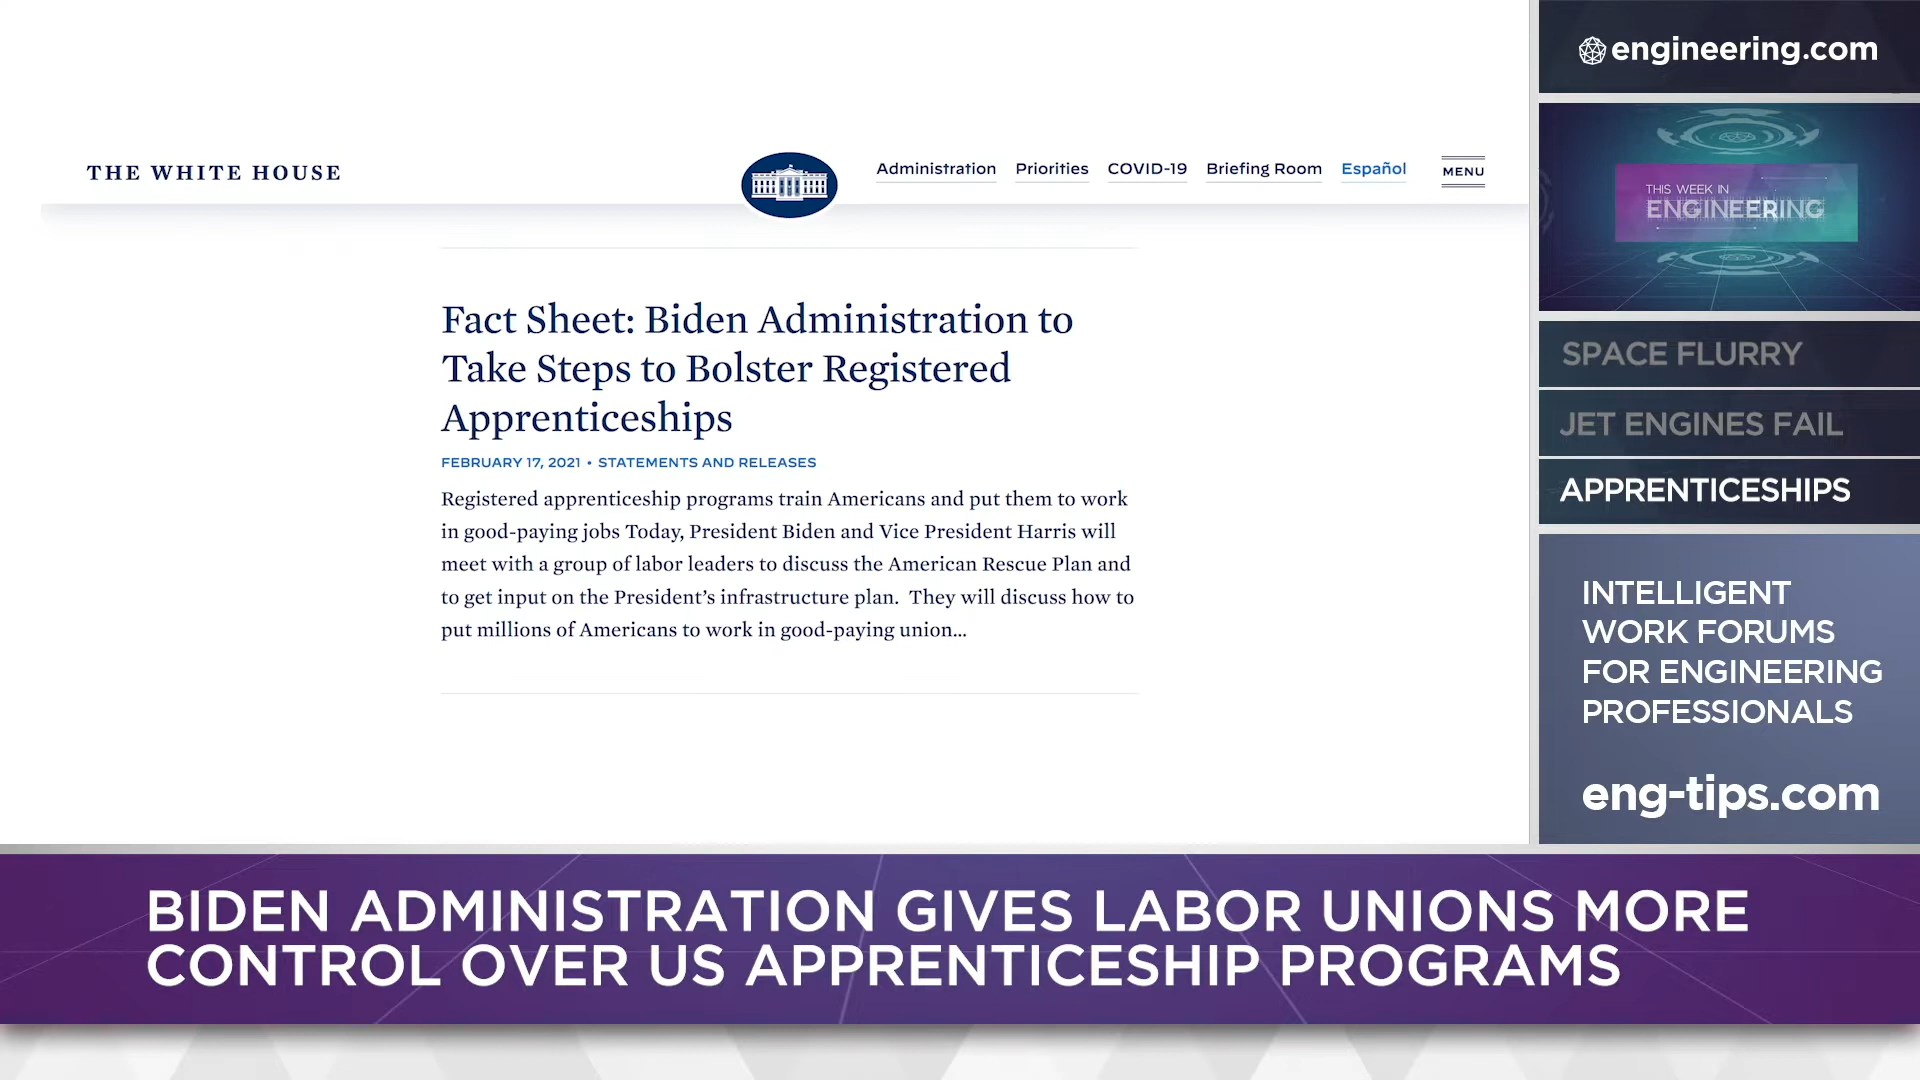 THE WHITE HOUSE
Administration Priorities COVID-19 Briefing Room Español MENU
Fact Sheet: Biden Administration to
Take Steps to Bolster Registered
Apprenticeships
FEBRUARY 17, 2021 • STATEMENTS AND RELEASES
Registered apprenticeship programs train Americans and put them to work
in good-paying jobs Today, President Biden and Vice President Harris will
meet with a group of labor leaders to discuss the American Rescue Plan and
to get input on the President’s infrastructure plan.  They will discuss how to
put millions of Americans to work in good-paying union...
engineering.com
THIS WEEK IN
ENGINEERING
SPACE FLURRY
JET ENGINES FAIL
APPRENTICESHIPS
INTELLIGENT
WORK FORUMS
FOR ENGINEERING
PROFESSIONALS
eng-tips.com
BIDEN ADMINISTRATION GIVES LABOR UNIONS MORE
CONTROL OVER US APPRENTICESHIP PROGRAMS